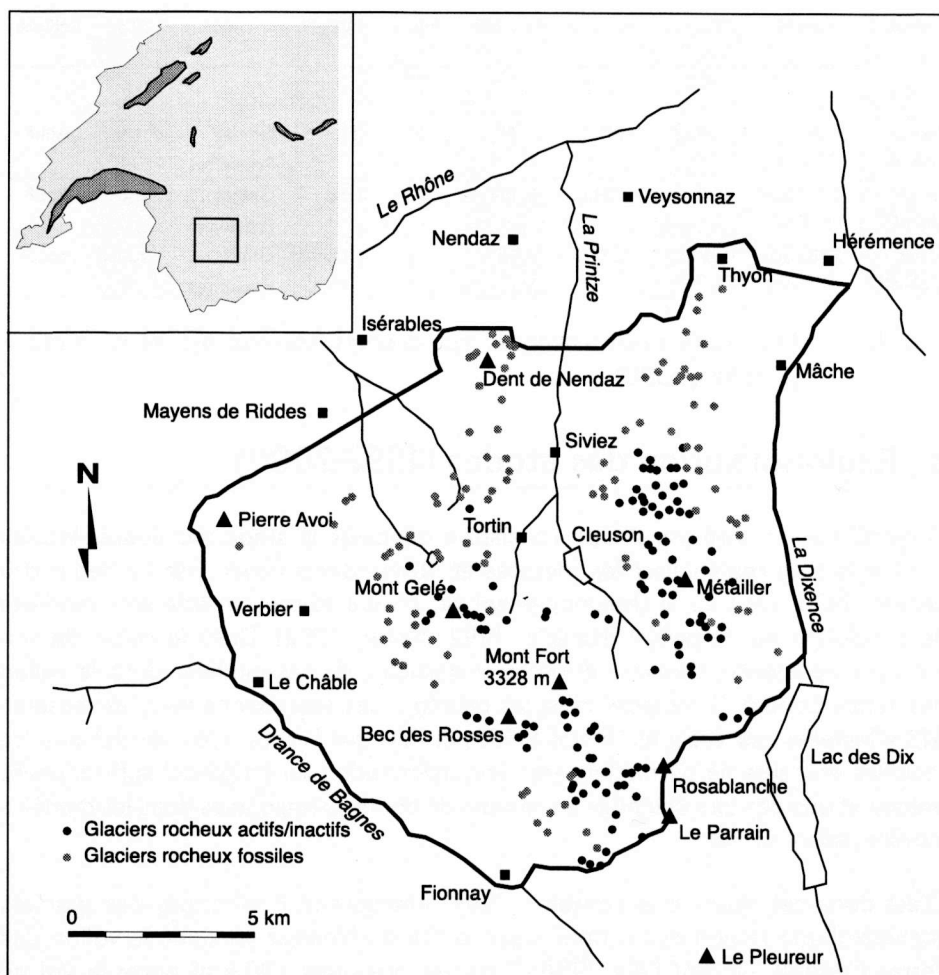 Le Rhône
La Printze
Veysonnaz
Nendaz
Hérémence
Thyon
Isérables
Dent de Nendaz
Mâche
Mayens de Riddes
Siviez
N
Pierre Avoi
Tortin
Cleuson
La Dixence
Mont Gelé
Métailler
Verbier
Mont Fort
3328 m
Le Châble
Bec des Rosses
Lac des Dix
Drance de Bagnes
Rosablanche
Le Parrain
Glaciers rocheux actifs/inactifs
Glaciers rocheux fossiles
Fionnay
0 5 km
Le Pleureur